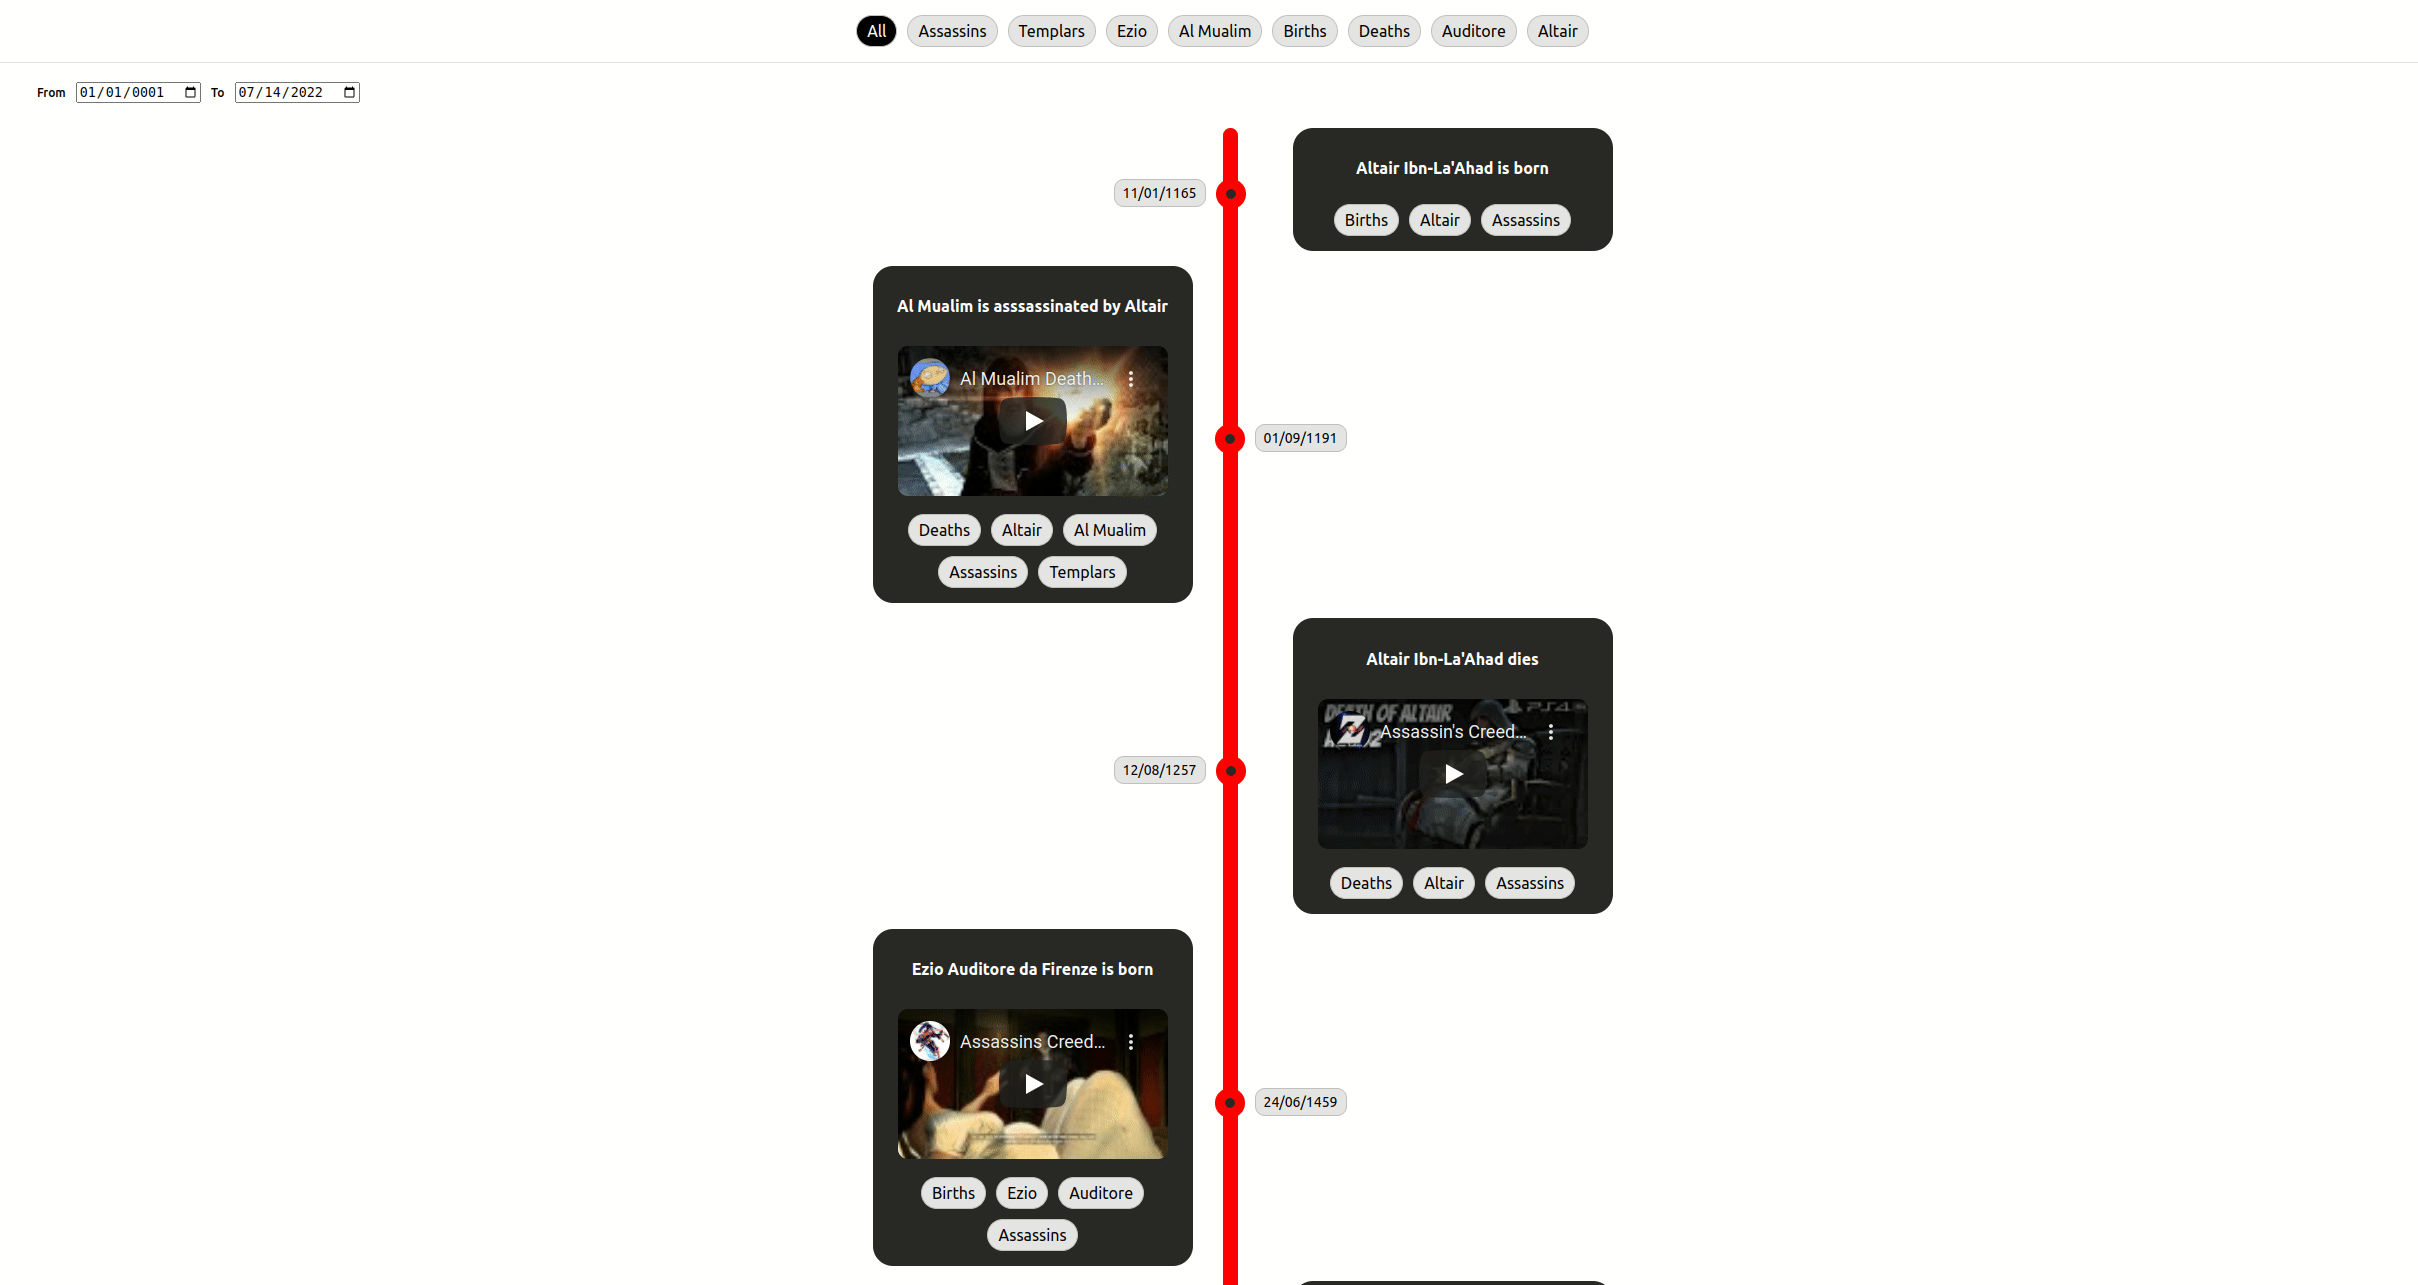 All Assassins Templars Ezio Al Mualim Births Deaths Auditore Altair
From 01/01/0001 To 07/14/2022
Altair Ibn-La'Ahad is born
11/01/1165
Births Altair Assassins
Al Mualim is asssassinated by Altair
Al Mualim Death...
01/09/1191
Deaths Altair Al Mualim
Assassins Templars
Altair Ibn-La'Ahad dies
DEATH OF ALTAIR PS4
Assassin's Creed...
12/08/1257
Deaths Altair Assassins
Ezio Auditore da Firenze is born
Assassins Creed...
24/06/1459
Births Ezio Auditore
Assassins